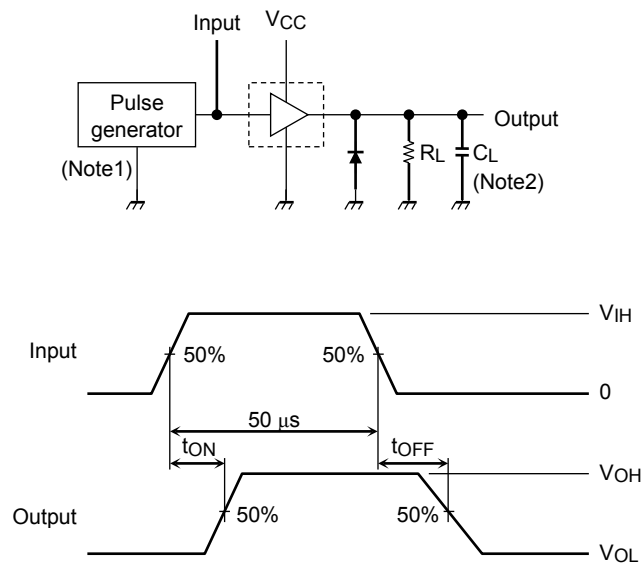 Input
VCC
Pulse
generator
(Note1)
Output
RL
CL
(Note2)
Input
50%
50%
VIH
0
50 μs
tON
tOFF
Output
50%
50%
VOH
VOL